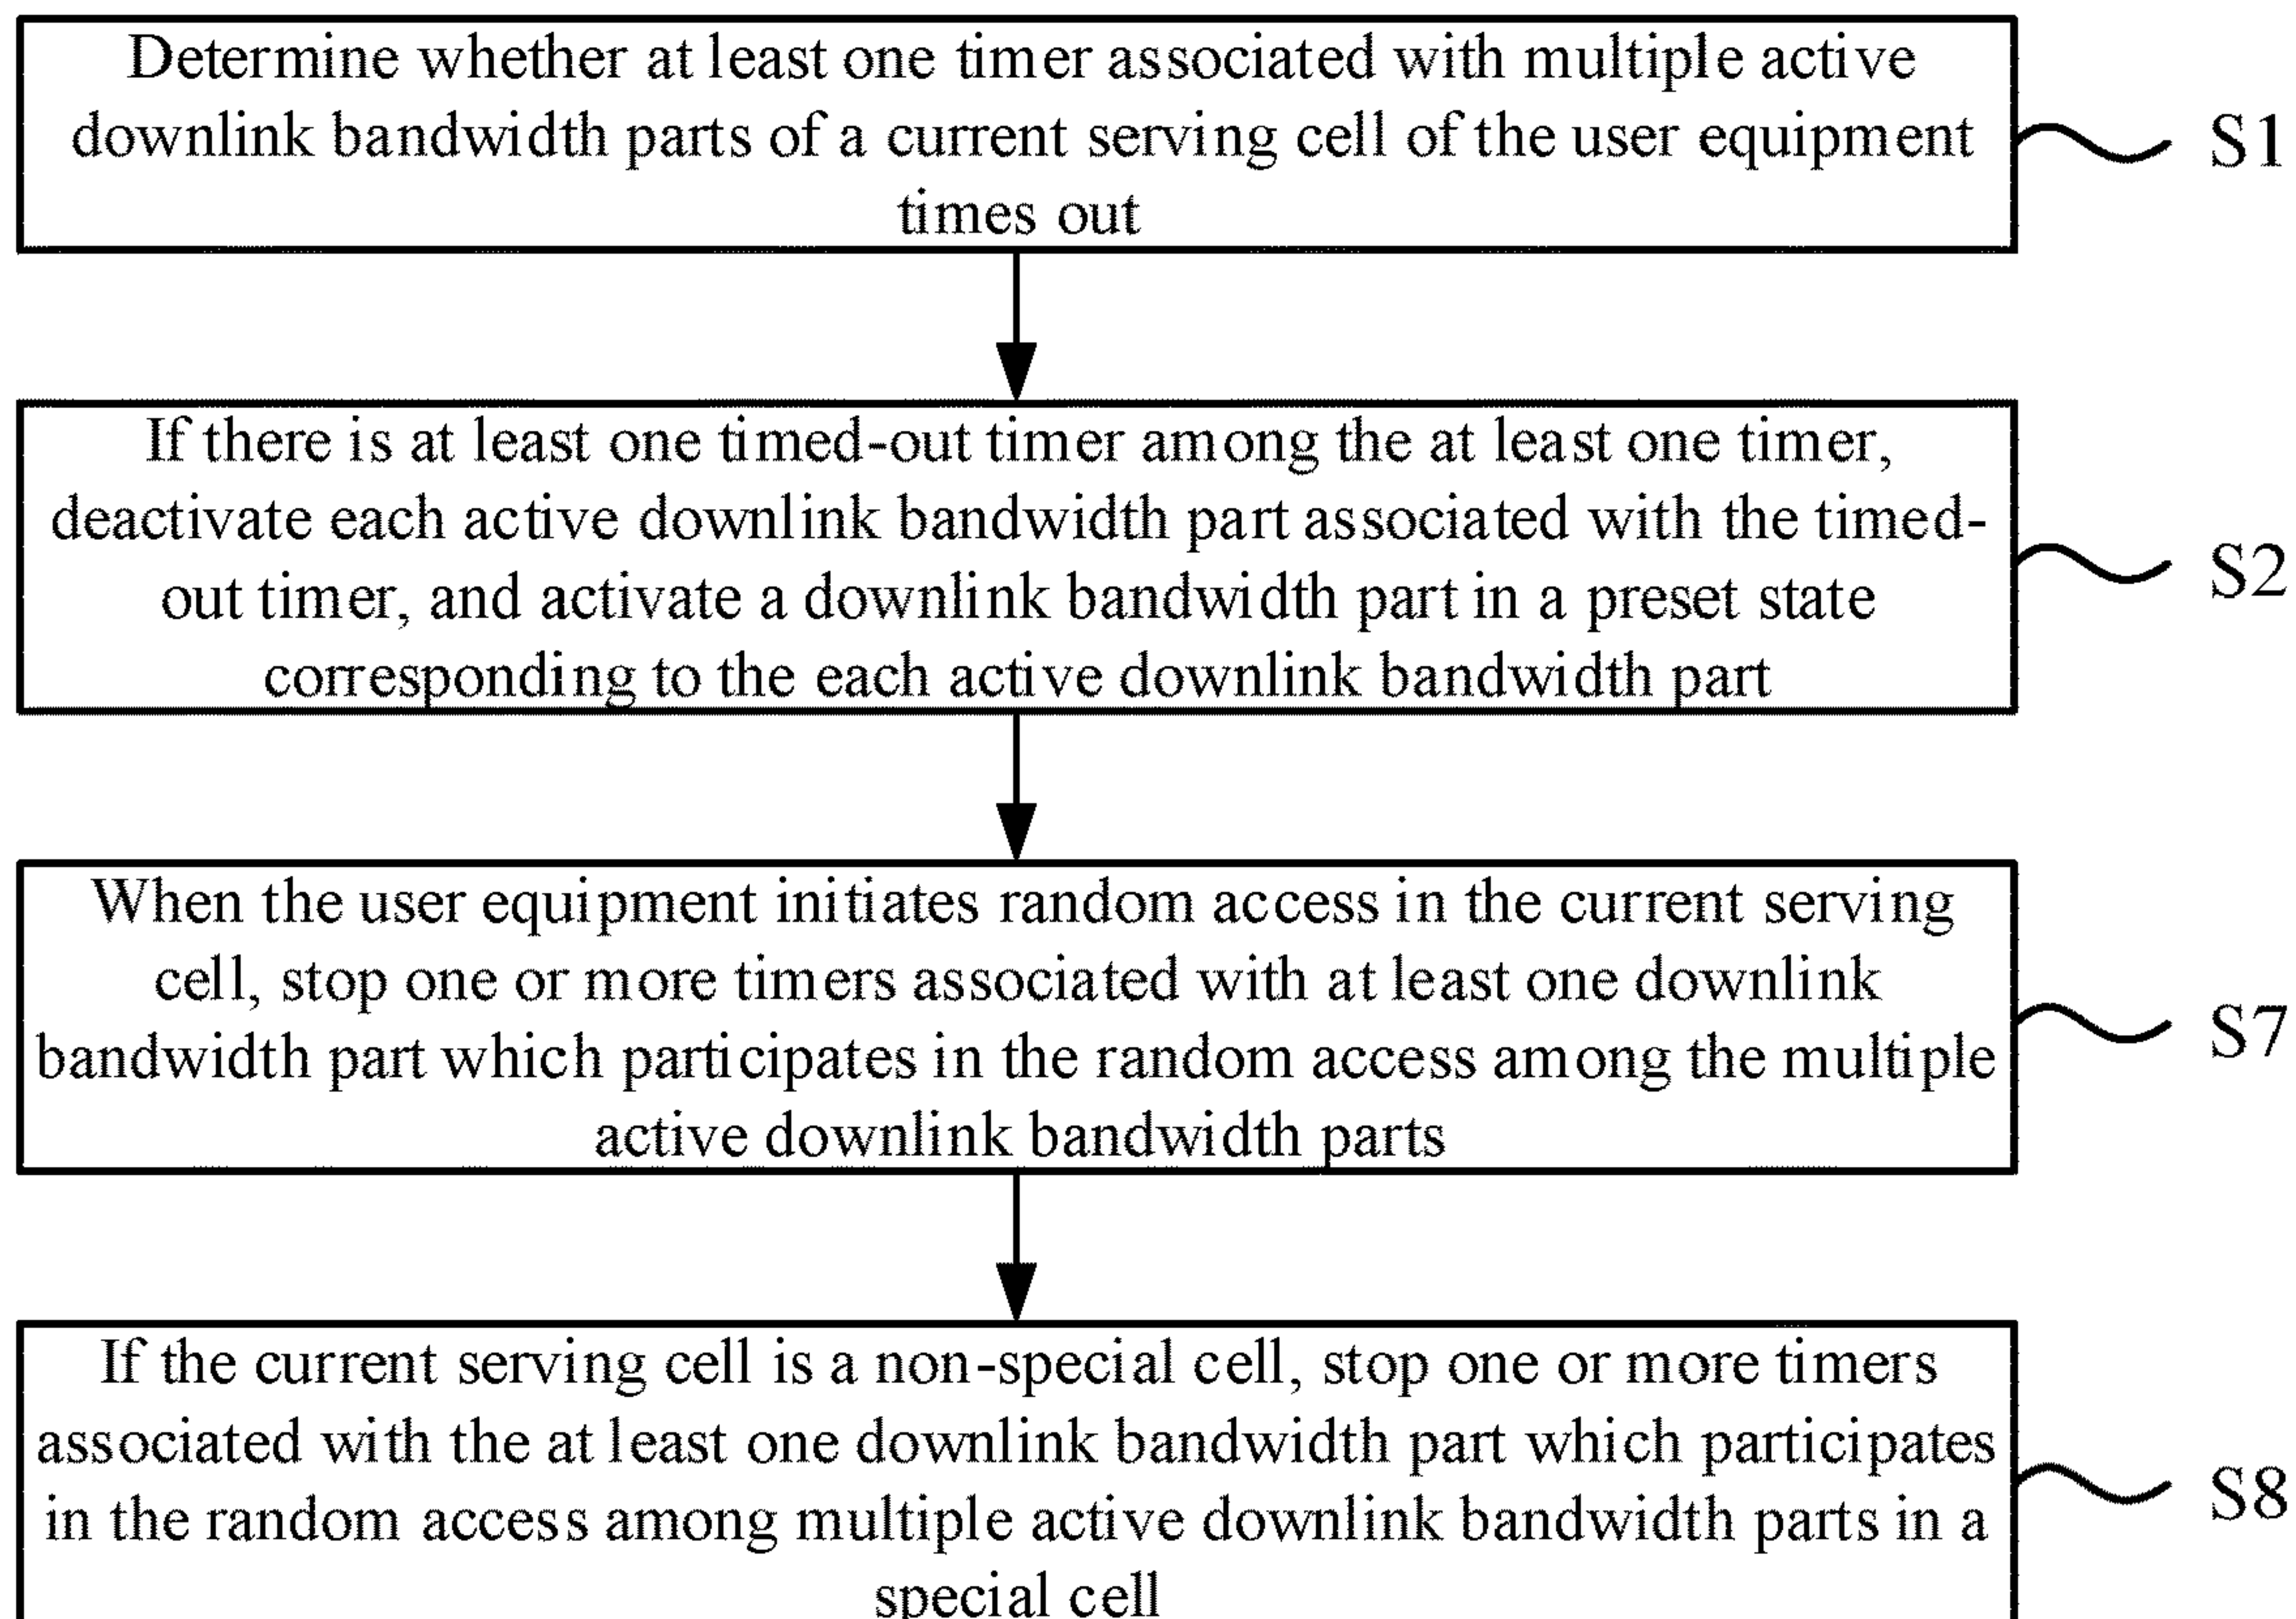 Determine whether at least one timer associated with multiple active
downlink bandwidth parts of a current serving cell of the user equipment
times out
S1
If there is at least one timed-out timer among the at least one timer,
deactivate each active downlink bandwidth part associated with the timed-
out timer, and activate a downlink bandwidth part in a preset state
corresponding to the each active downlink bandwidth part
S2
When the user equipment initiates random access in the current serving
cell, stop one or more timers associated with at least one downlink
bandwidth part which participates in the random access among the multiple
active downlink bandwidth parts
S7
If the current serving cell is a non-special cell, stop one or more timers
associated with the at least one downlink bandwidth part which participates
in the random access among multiple active downlink bandwidth parts in a
special cell
S8